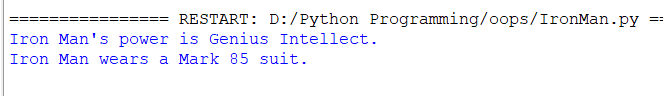 ================ RESTART: D:/Python Programming/oops/IronMan.py ==
Iron Man's power is Genius Intellect.
Iron Man wears a Mark 85 suit.